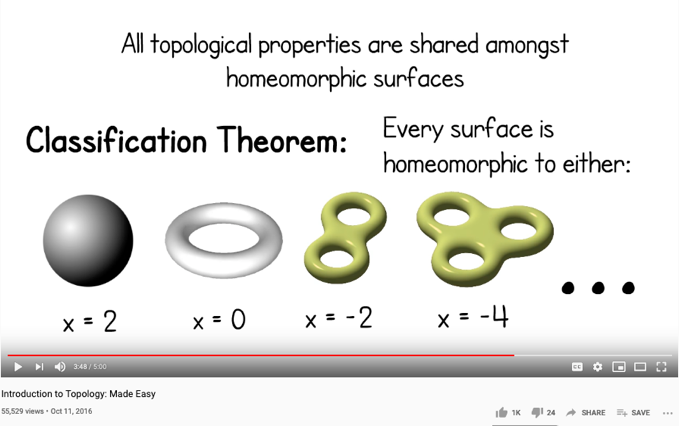 All topological properties are shared amongst
homeomorphic surfaces
Classification Theorem:
Every surface is
homeomorphic to either:
x = 2
x = 0
x = -2
x = -4
...
3:48 / 5:00
CC
Introduction to Topology: Made Easy
55,529 views • Oct 11, 2016
1K
24
SHARE
SAVE
...